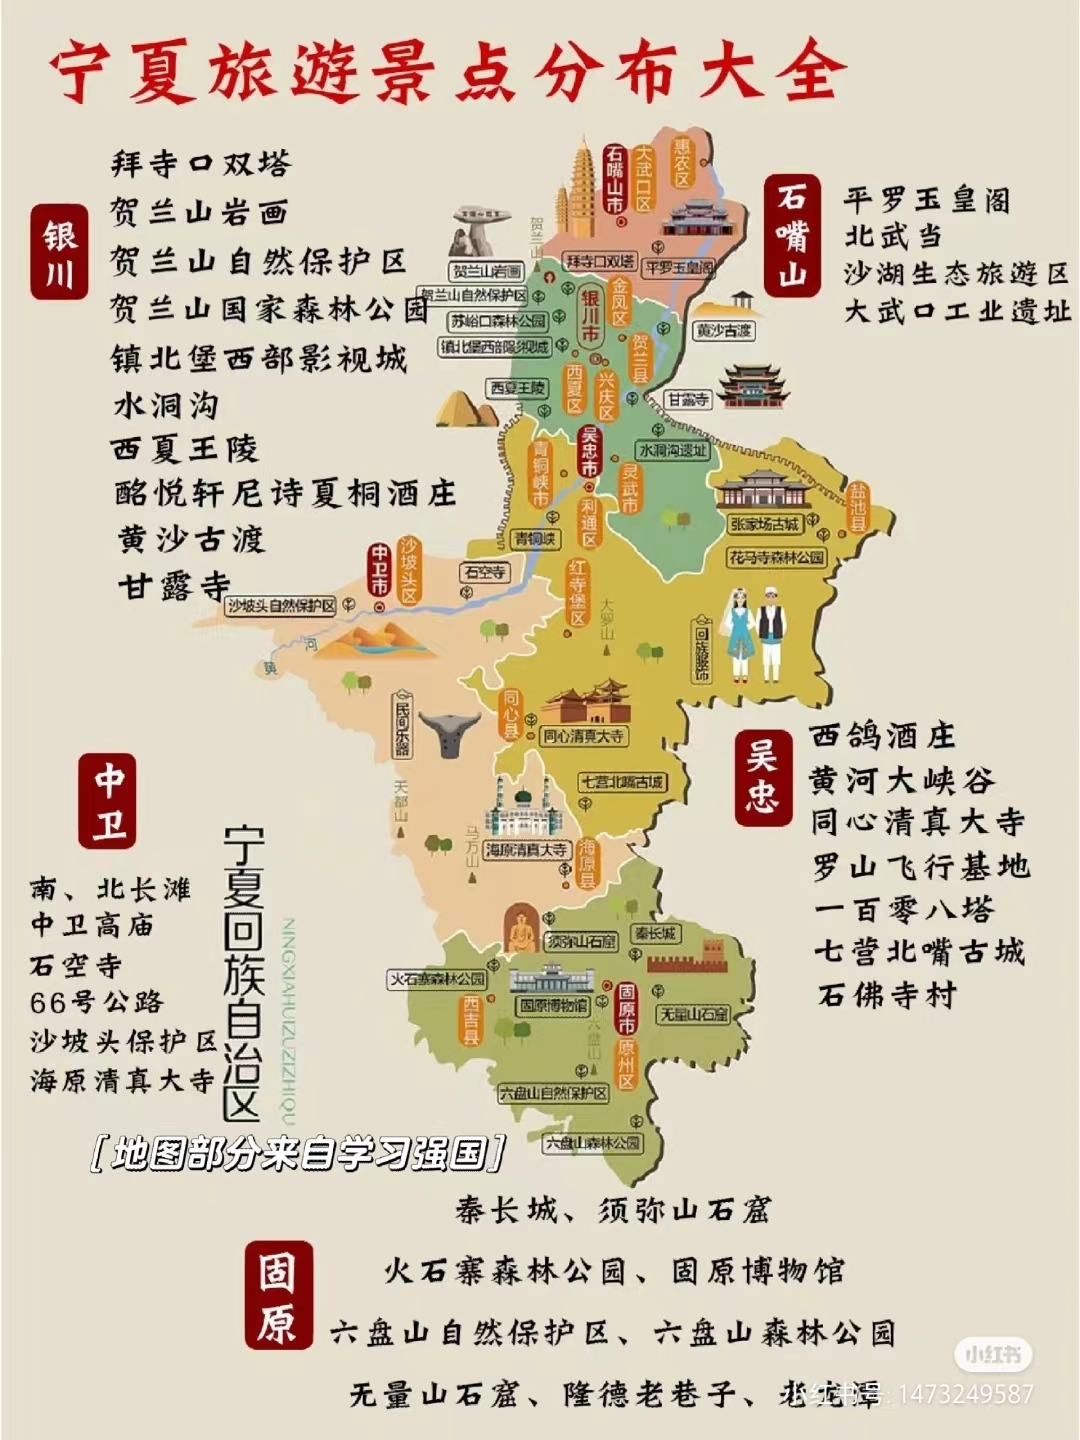 宁夏旅游景点分布大全
银川
拜寺口双塔
贺兰山岩画
贺兰山自然保护区
贺兰山国家森林公园
镇北堡西部影视城
水洞沟
西夏王陵
酩悦轩尼诗夏桐酒庄
黄沙古渡
甘露寺
石嘴山
平罗玉皇阁
北武当
沙湖生态旅游区
大武口工业遗址
石嘴山市
大武口区
惠农区
贺兰山
贺兰山岩画
拜寺口双塔
平罗玉皇阁
贺兰山自然保护区
苏峪口森林公园
镇北堡西部影视城
银川市
金凤区
贺兰县
黄沙古渡
西夏王陵
西夏区
兴庆区
甘露寺
吴忠市
水洞沟遗址
青铜峡市
灵武市
利通区
盐池县
张家场古城
花马寺森林公园
青铜峡
中卫市
沙坡头区
石空寺
红寺堡区
大罗山
沙坡头自然保护区
黄河
回族服饰
民间乐器
同心县
同心清真大寺
天都山
七营北嘴古城
马万山
海原清真大寺
海原县
须弥山石窟
秦长城
火石寨森林公园
西吉县
固原博物馆
固原市
原州区
无量山石窟
六盘山
六盘山自然保护区
六盘山森林公园
吴忠
西鸽酒庄
黄河大峡谷
同心清真大寺
罗山飞行基地
一百零八塔
七营北嘴古城
石佛寺村
中卫
南、北长滩
中卫高庙
石空寺
66号公路
沙坡头保护区
海原清真大寺
宁夏回族自治区
NINGXIAHUIZUZIZHIQU
[地图部分来自学习强国]
固原
秦长城、须弥山石窟
火石寨森林公园、固原博物馆
六盘山自然保护区、六盘山森林公园
无量山石窟、隆德老巷子、老龙潭
小红书
小红书号: 1473249587